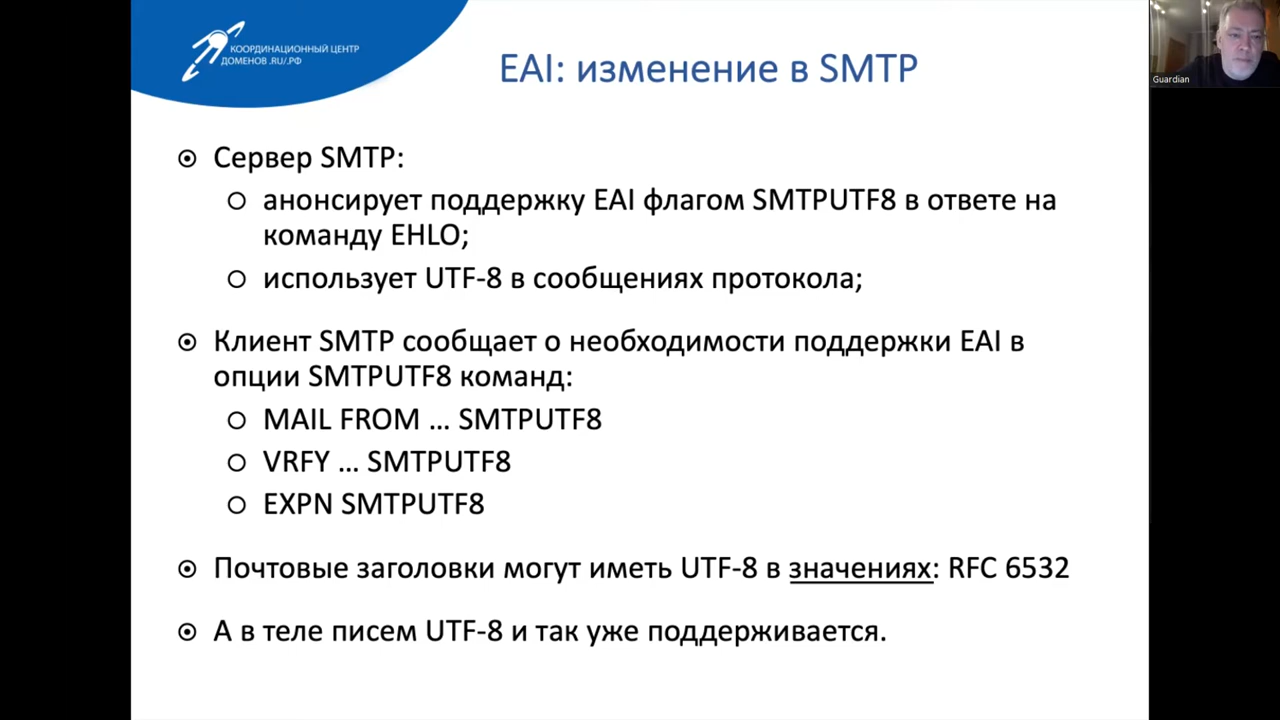 КООРДИНАЦИОННЫЙ ЦЕНТР
ДОМЕНОВ .RU/.РФ
EAI: изменение в SMTP
Сервер SMTP:
анонсирует поддержку EAI флагом SMTPUTF8 в ответе на
команду EHLO;
использует UTF-8 в сообщениях протокола;
Клиент SMTP сообщает о необходимости поддержки EAI в
опции SMTPUTF8 команд:
MAIL FROM … SMTPUTF8
VRFY … SMTPUTF8
EXPN SMTPUTF8
Почтовые заголовки могут иметь UTF-8 в значениях: RFC 6532
А в теле писем UTF-8 и так уже поддерживается.
Guardian